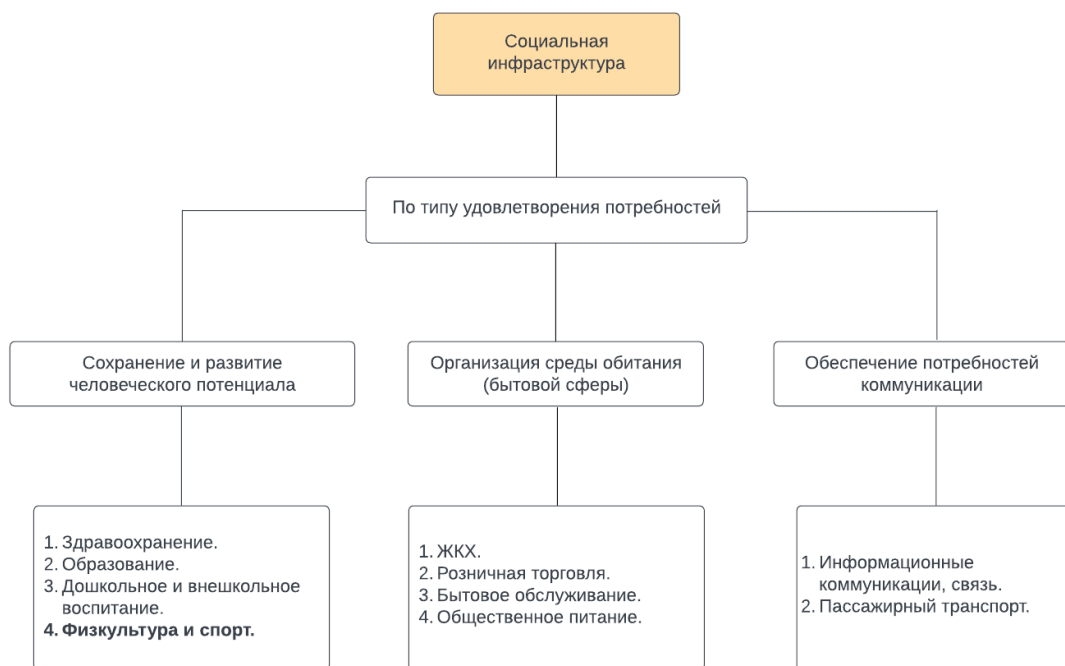 Социальная
инфраструктура
По типу удовлетворения потребностей
Сохранение и развитие
человеческого потенциала
Организация среды обитания
(бытовой сферы)
Обеспечение потребностей
коммуникации
1. Здравоохранение.
2. Образование.
3. Дошкольное и внешкольное
воспитание.
4. Физкультура и спорт.
1. ЖКХ.
2. Розничная торговля.
3. Бытовое обслуживание.
4. Общественное питание.
1. Информационные
коммуникации, связь.
2. Пассажирный транспорт.